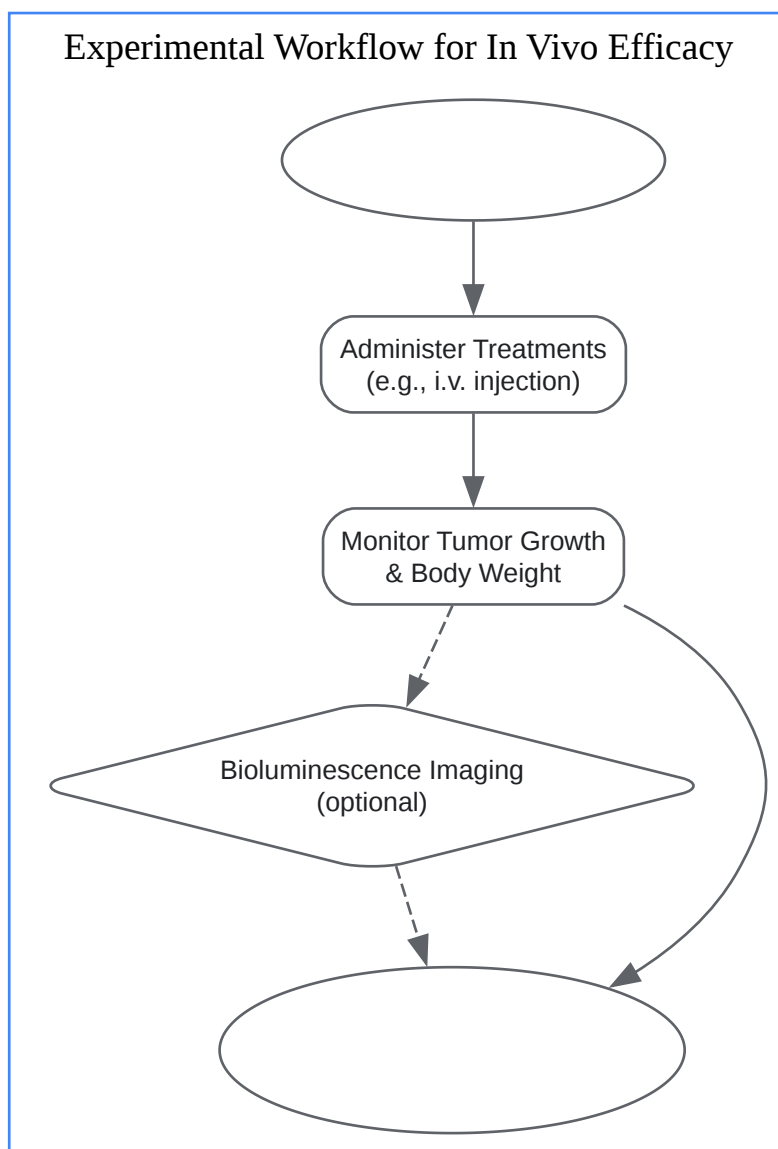 Experimental Workflow for In Vivo Efficacy
Administer Treatments
(e.g., i.v. injection)
Monitor Tumor Growth
& Body Weight
Bioluminescence Imaging
(optional)